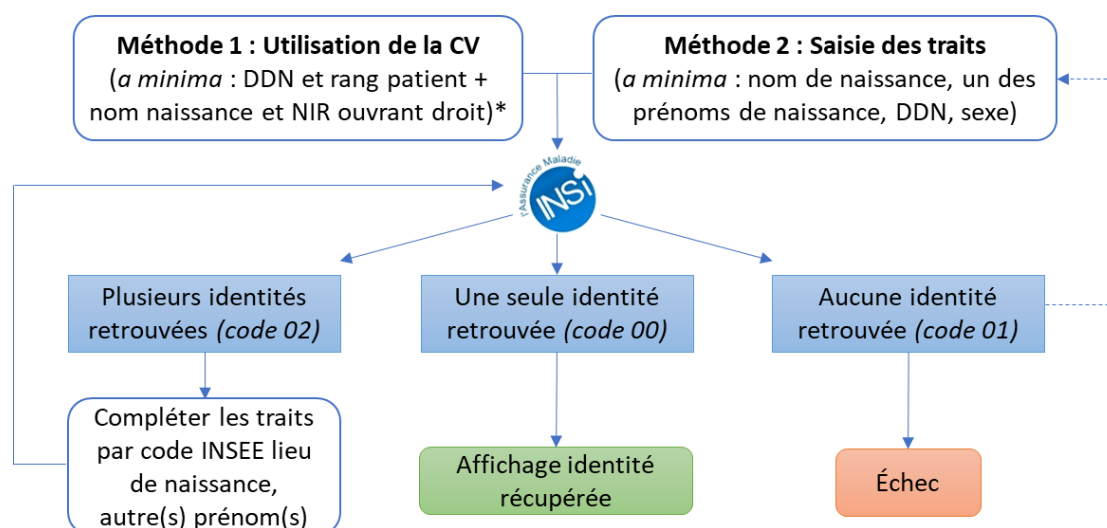 Méthode 1 : Utilisation de la CV
(a minima : DDN et rang patient +
nom naissance et NIR ouvrant droit)*
Méthode 2 : Saisie des traits
(a minima : nom de naissance, un des
prénoms de naissance, DDN, sexe)
l'Assurance Maladie
INSi
Plusieurs identités
retrouvées (code 02)
Une seule identité
retrouvée (code 00)
Aucune identité
retrouvée (code 01)
Compléter les traits
par code INSEE lieu
de naissance,
autre(s) prénom(s)
Affichage identité
récupérée
Échec